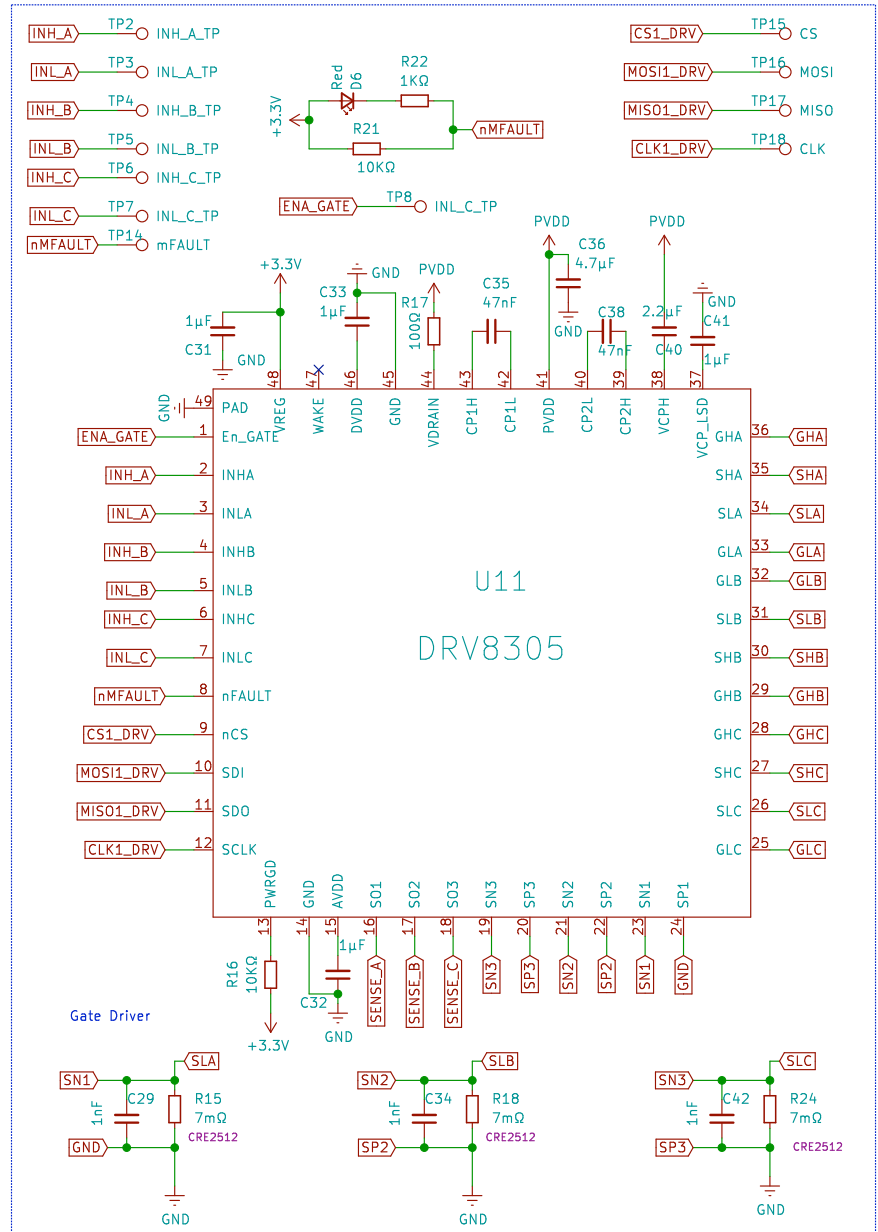 INH_A TP2 INH_A_TP
INL_A TP3 INL_A_TP
INH_B TP4 INH_B_TP
INL_B TP5 INL_B_TP
INH_C TP6 INH_C_TP
INL_C TP7 INL_C_TP
nMFAULT TP14 mFAULT
+3.3V Red D6 R22 1KΩ
R21 10KΩ nMFAULT
ENA_GATE TP8 INL_C_TP
CS1_DRV TP15 CS
MOSI1_DRV TP16 MOSI
MISO1_DRV TP17 MISO
CLK1_DRV TP18 CLK
+3.3V
1µF C31 GND
C33 1µF GND
PVDD R17 100Ω
C35 47nF
PVDD C36 4.7µF GND
C38 47nF
PVDD 2.2µF C40
GND C41 1µF
48 47 46 45 44 43 42 41 40 39 38 37
VREG WAKE DVDD GND VDRAIN CP1H CP1L PVDD CP2L CP2H VCPH VCP_LSD
GND 49 PAD
ENA_GATE 1 En_GATE
INH_A 2 INHA
INL_A 3 INLA
INH_B 4 INHB
INL_B 5 INLB
INH_C 6 INHC
INL_C 7 INLC
nMFAULT 8 nFAULT
CS1_DRV 9 nCS
MOSI1_DRV 10 SDI
MISO1_DRV 11 SDO
CLK1_DRV 12 SCLK
U11
DRV8305
GHA 36 GHA
SHA 35 SHA
SLA 34 SLA
GLA 33 GLA
GLB 32 GLB
SLB 31 SLB
SHB 30 SHB
GHB 29 GHB
GHC 28 GHC
SHC 27 SHC
SLC 26 SLC
GLC 25 GLC
PWRGD GND AVDD SO1 SO2 SO3 SN3 SP3 SN2 SP2 SN1 SP1
13 14 15 16 17 18 19 20 21 22 23 24
R16 10KΩ +3.3V
1µF C32 GND
SENSE_A SENSE_B SENSE_C SN3 SP3 SN2 SP2 SN1 GND
Gate Driver
SLA
SN1 1nF C29 R15 7mΩ
GND CRE2512
GND
SLB
SN2 1nF C34 R18 7mΩ
SP2 CRE2512
GND
SLC
SN3 1nF C42 R24 7mΩ
SP3 CRE2512
GND